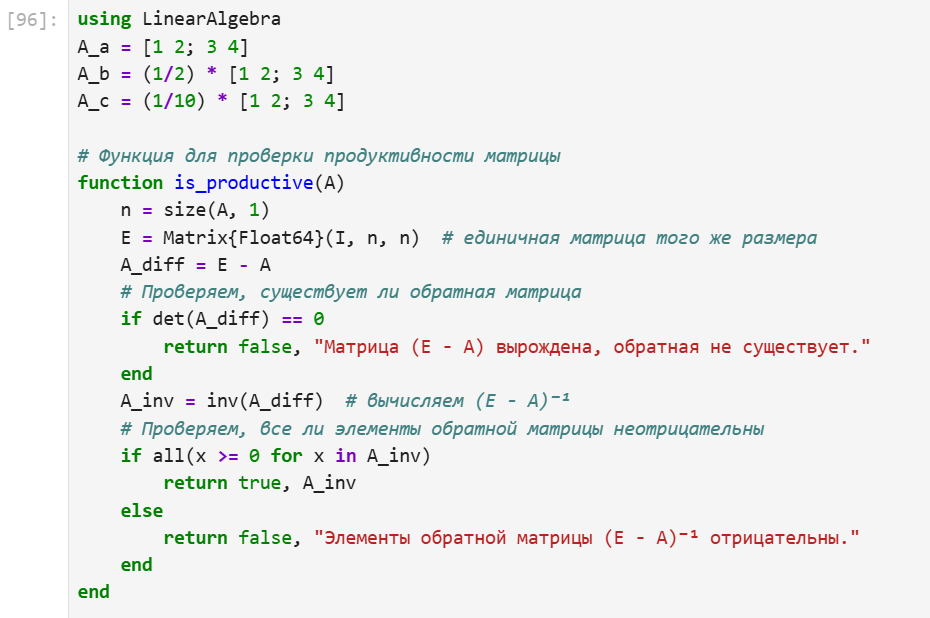 [96]: using LinearAlgebra
A_a = [1 2; 3 4]
A_b = (1/2) * [1 2; 3 4]
A_c = (1/10) * [1 2; 3 4]

# Функция для проверки продуктивности матрицы
function is_productive(A)
    n = size(A, 1)
    E = Matrix{Float64}(I, n, n)  # единичная матрица того же размера
    A_diff = E - A
    # Проверяем, существует ли обратная матрица
    if det(A_diff) == 0
        return false, "Матрица (E - A) вырождена, обратная не существует."
    end
    A_inv = inv(A_diff)  # вычисляем (E - A)⁻¹
    # Проверяем, все ли элементы обратной матрицы неотрицательны
    if all(x >= 0 for x in A_inv)
        return true, A_inv
    else
        return false, "Элементы обратной матрицы (E - A)⁻¹ отрицательны."
    end
end